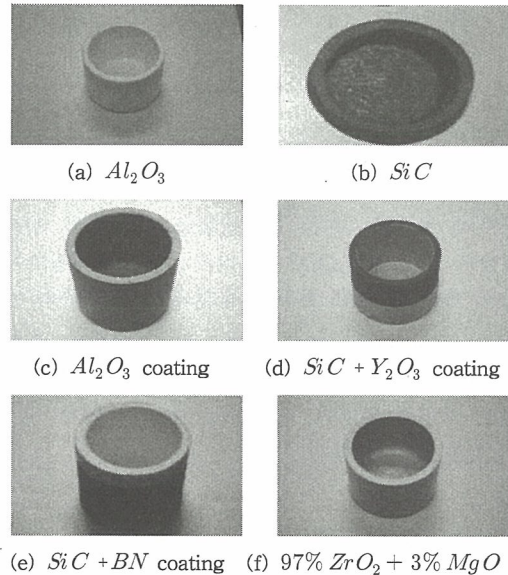 (a) Al₂O₃ (b) SiC
(c) Al₂O₃ coating (d) SiC + Y₂O₃ coating
(e) SiC + BN coating (f) 97% ZrO₂ + 3% MgO